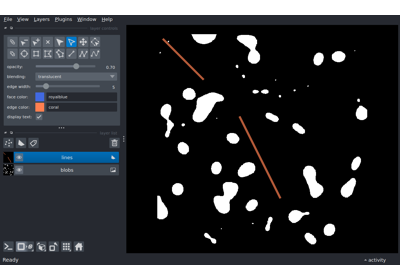 File View Layers Plugins Window Help
opacity: 0.70
blending: translucent
edge width: 5
face color: royalblue
edge color: coral
display text: ✓
lines
blobs
Ready activity